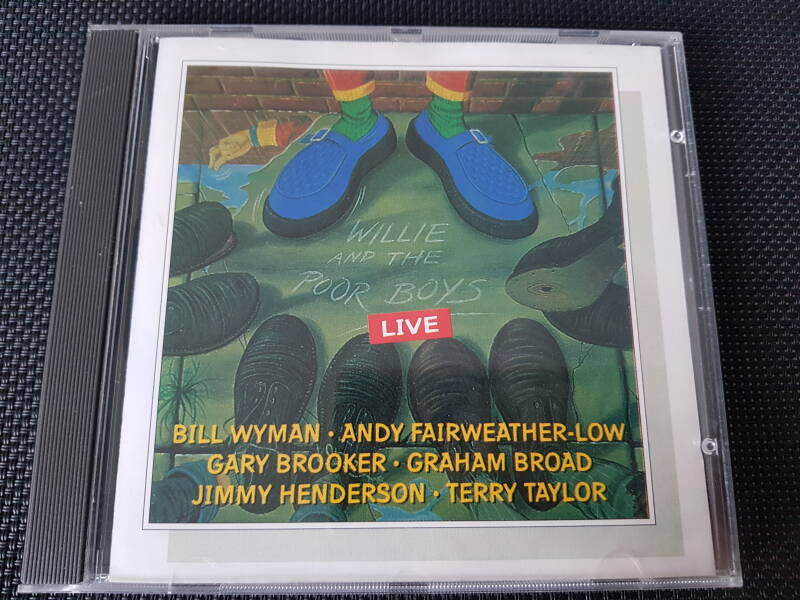 WILLIE
AND THE
POOR BOYS
LIVE
BILL WYMAN · ANDY FAIRWEATHER-LOW
GARY BROOKER · GRAHAM BROAD
JIMMY HENDERSON · TERRY TAYLOR